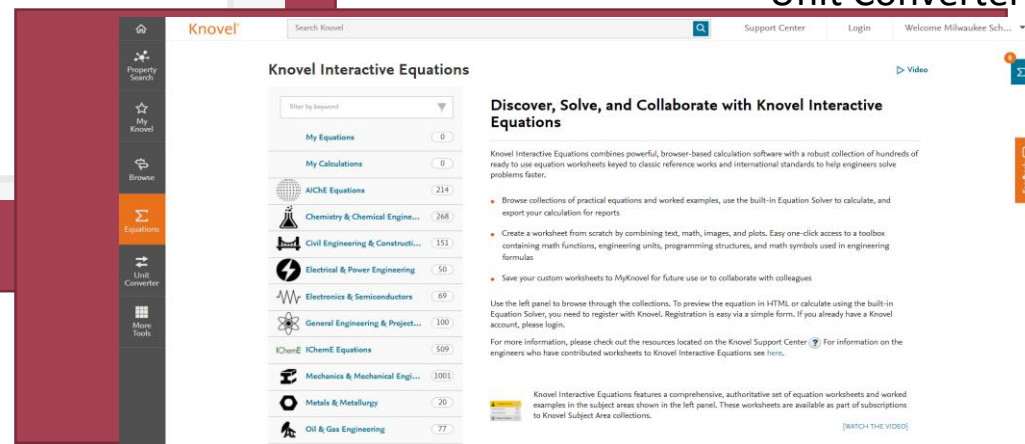 Unit Converter
Knovel
Search Knovel
Support Center
Login
Welcome Milwaukee Sch...
Property
Search
My
Knovel
Browse
Equations
Unit
Converter
More
Tools
Knovel Interactive Equations
Video
filter by keyword
My Equations 0
My Calculations 0
AIChE Equations 214
Chemistry & Chemical Engine... 268
Civil Engineering & Constructi... 151
Electrical & Power Engineering 50
Electronics & Semiconductors 69
General Engineering & Project... 100
IChemE IChemE Equations 509
Mechanics & Mechanical Engi... 1001
Metals & Metallurgy 20
Oil & Gas Engineering 77
Discover, Solve, and Collaborate with Knovel Interactive
Equations
Knovel Interactive Equations combines powerful, browser-based calculation software with a robust collection of hundreds of
ready to use equation worksheets keyed to classic reference works and international standards to help engineers solve
problems faster.
Browse collections of practical equations and worked examples, use the built-in Equation Solver to calculate, and
export your calculation for reports
Create a worksheet from scratch by combining text, math, images, and plots. Easy one-click access to a toolbox
containing math functions, engineering units, programming structures, and math symbols used in engineering
formulas
Save your custom worksheets to MyKnovel for future use or to collaborate with colleagues
Use the left panel to browse through the collections. To preview the equation in HTML or calculate using the built-in
Equation Solver, you need to register with Knovel. Registration is easy via a simple form. If you already have a Knovel
account, please login.
For more information, please check out the resources located on the Knovel Support Center ? For information on the
engineers who have contributed worksheets to Knovel Interactive Equations see here.
Knovel Interactive Equations features a comprehensive, authoritative set of equation worksheets and worked
examples in the subject areas shown in the left panel. These worksheets are available as part of subscriptions
to Knovel Subject Area collections.
[WATCH THE VIDEO]